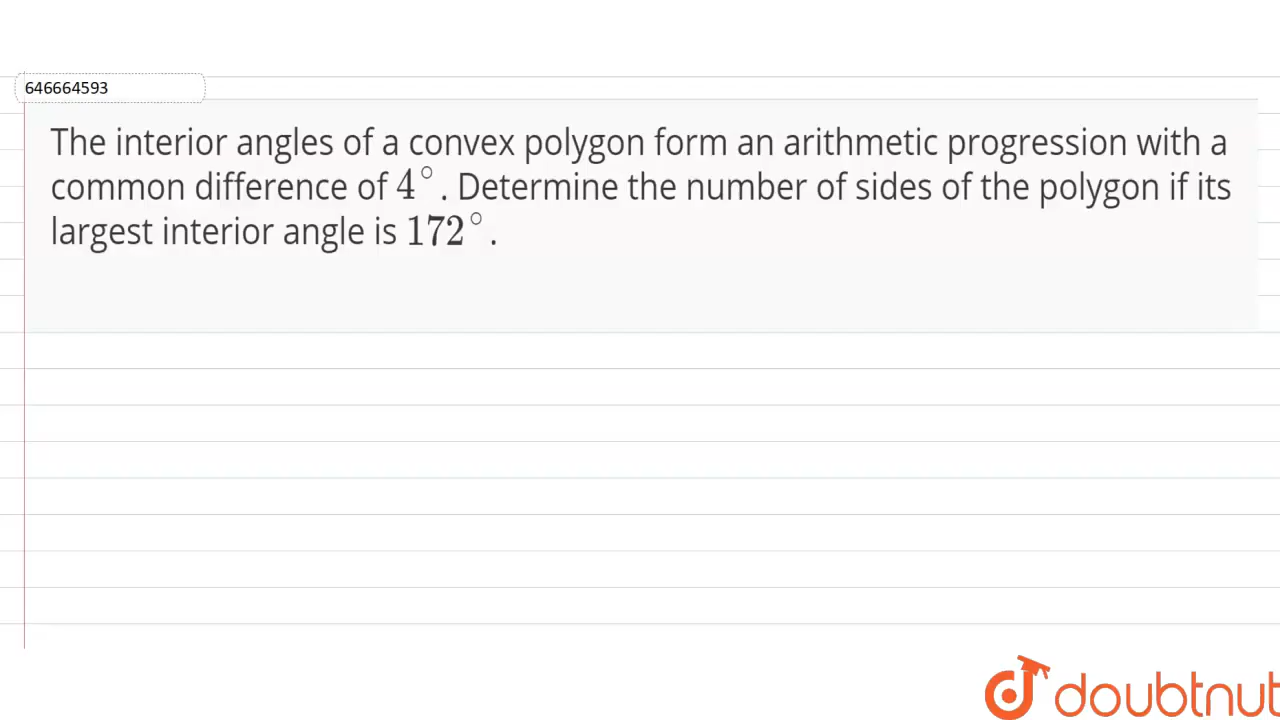 646664593
The interior angles of a convex polygon form an arithmetic progression with a
common difference of 4°. Determine the number of sides of the polygon if its
largest interior angle is 172°.
doubtnut